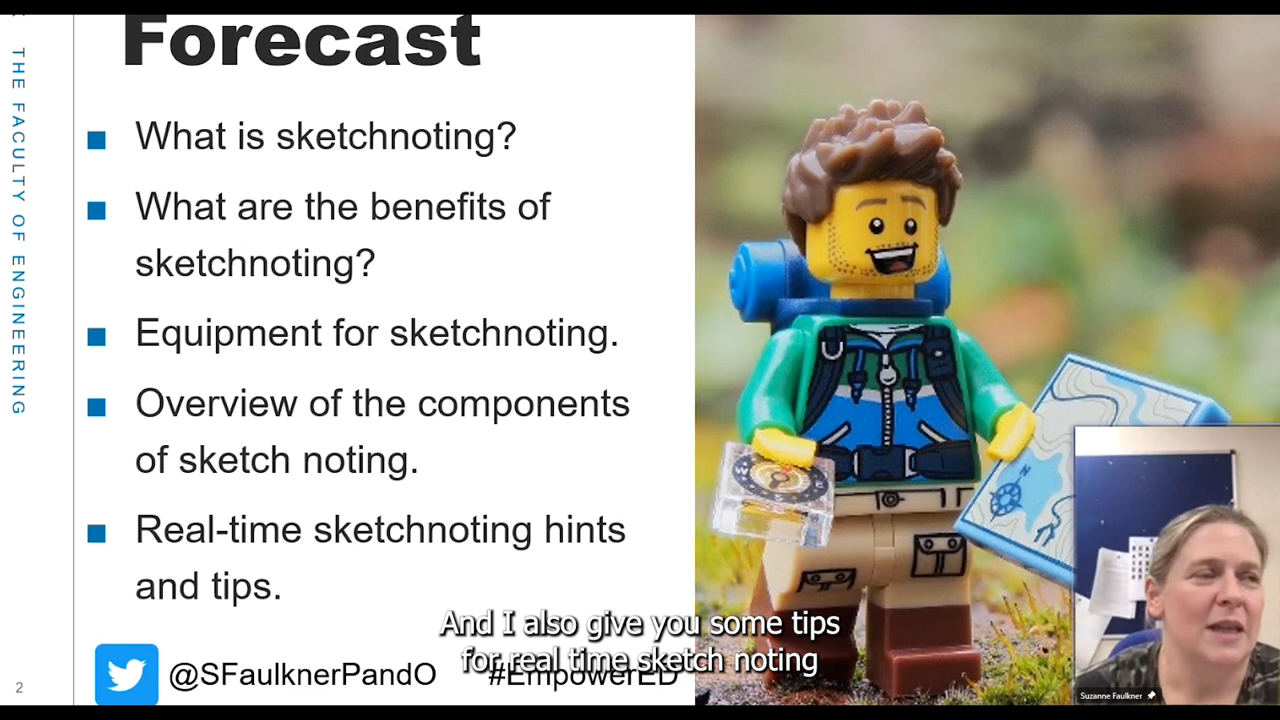 THE FACULTY OF ENGINEERING
Forecast
What is sketchnoting?
What are the benefits of
sketchnoting?
Equipment for sketchnoting.
Overview of the components
of sketch noting.
Real-time sketchnoting hints
and tips.
And I also give you some tips
for real time sketch noting
@SFaulknerPandO #EmpowerED
2
Suzanne Faulkner